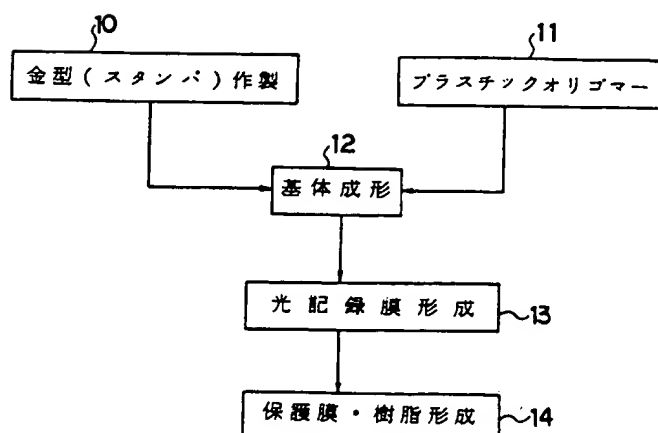 10
金型(スタンパ)作製
11
プラスチックオリゴマー
12
基体成形
光記録膜形成
13
保護膜・樹脂形成
14